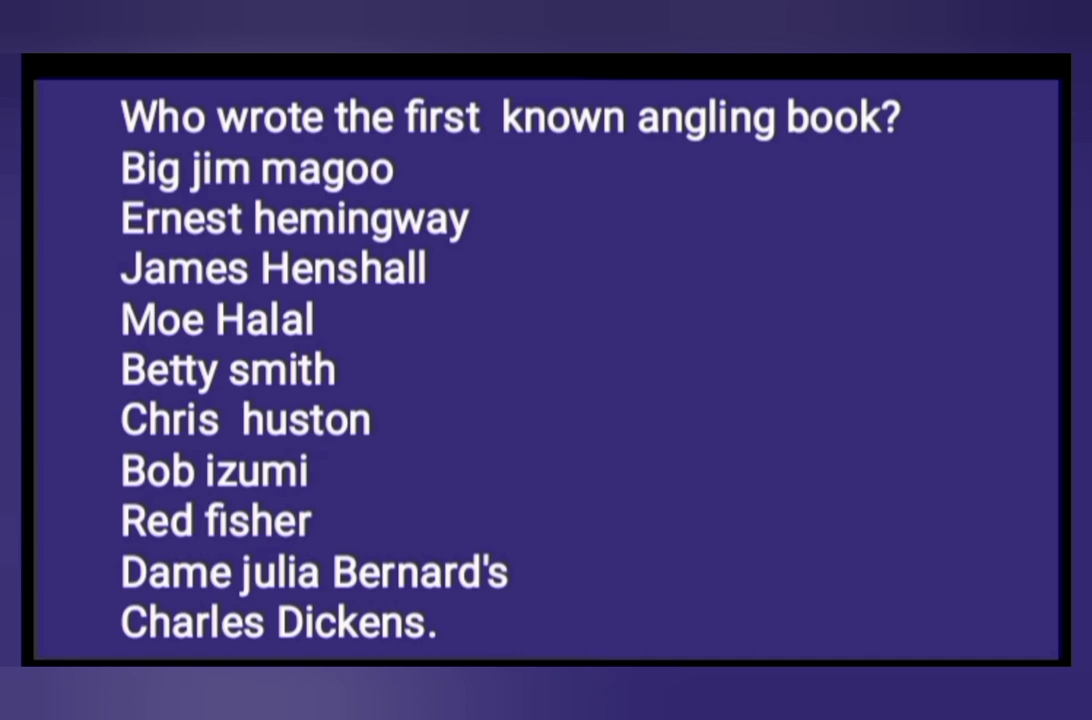 Who wrote the first  known angling book?
Big jim magoo
Ernest hemingway
James Henshall
Moe Halal
Betty smith
Chris  huston
Bob izumi
Red fisher
Dame julia Bernard's
Charles Dickens.